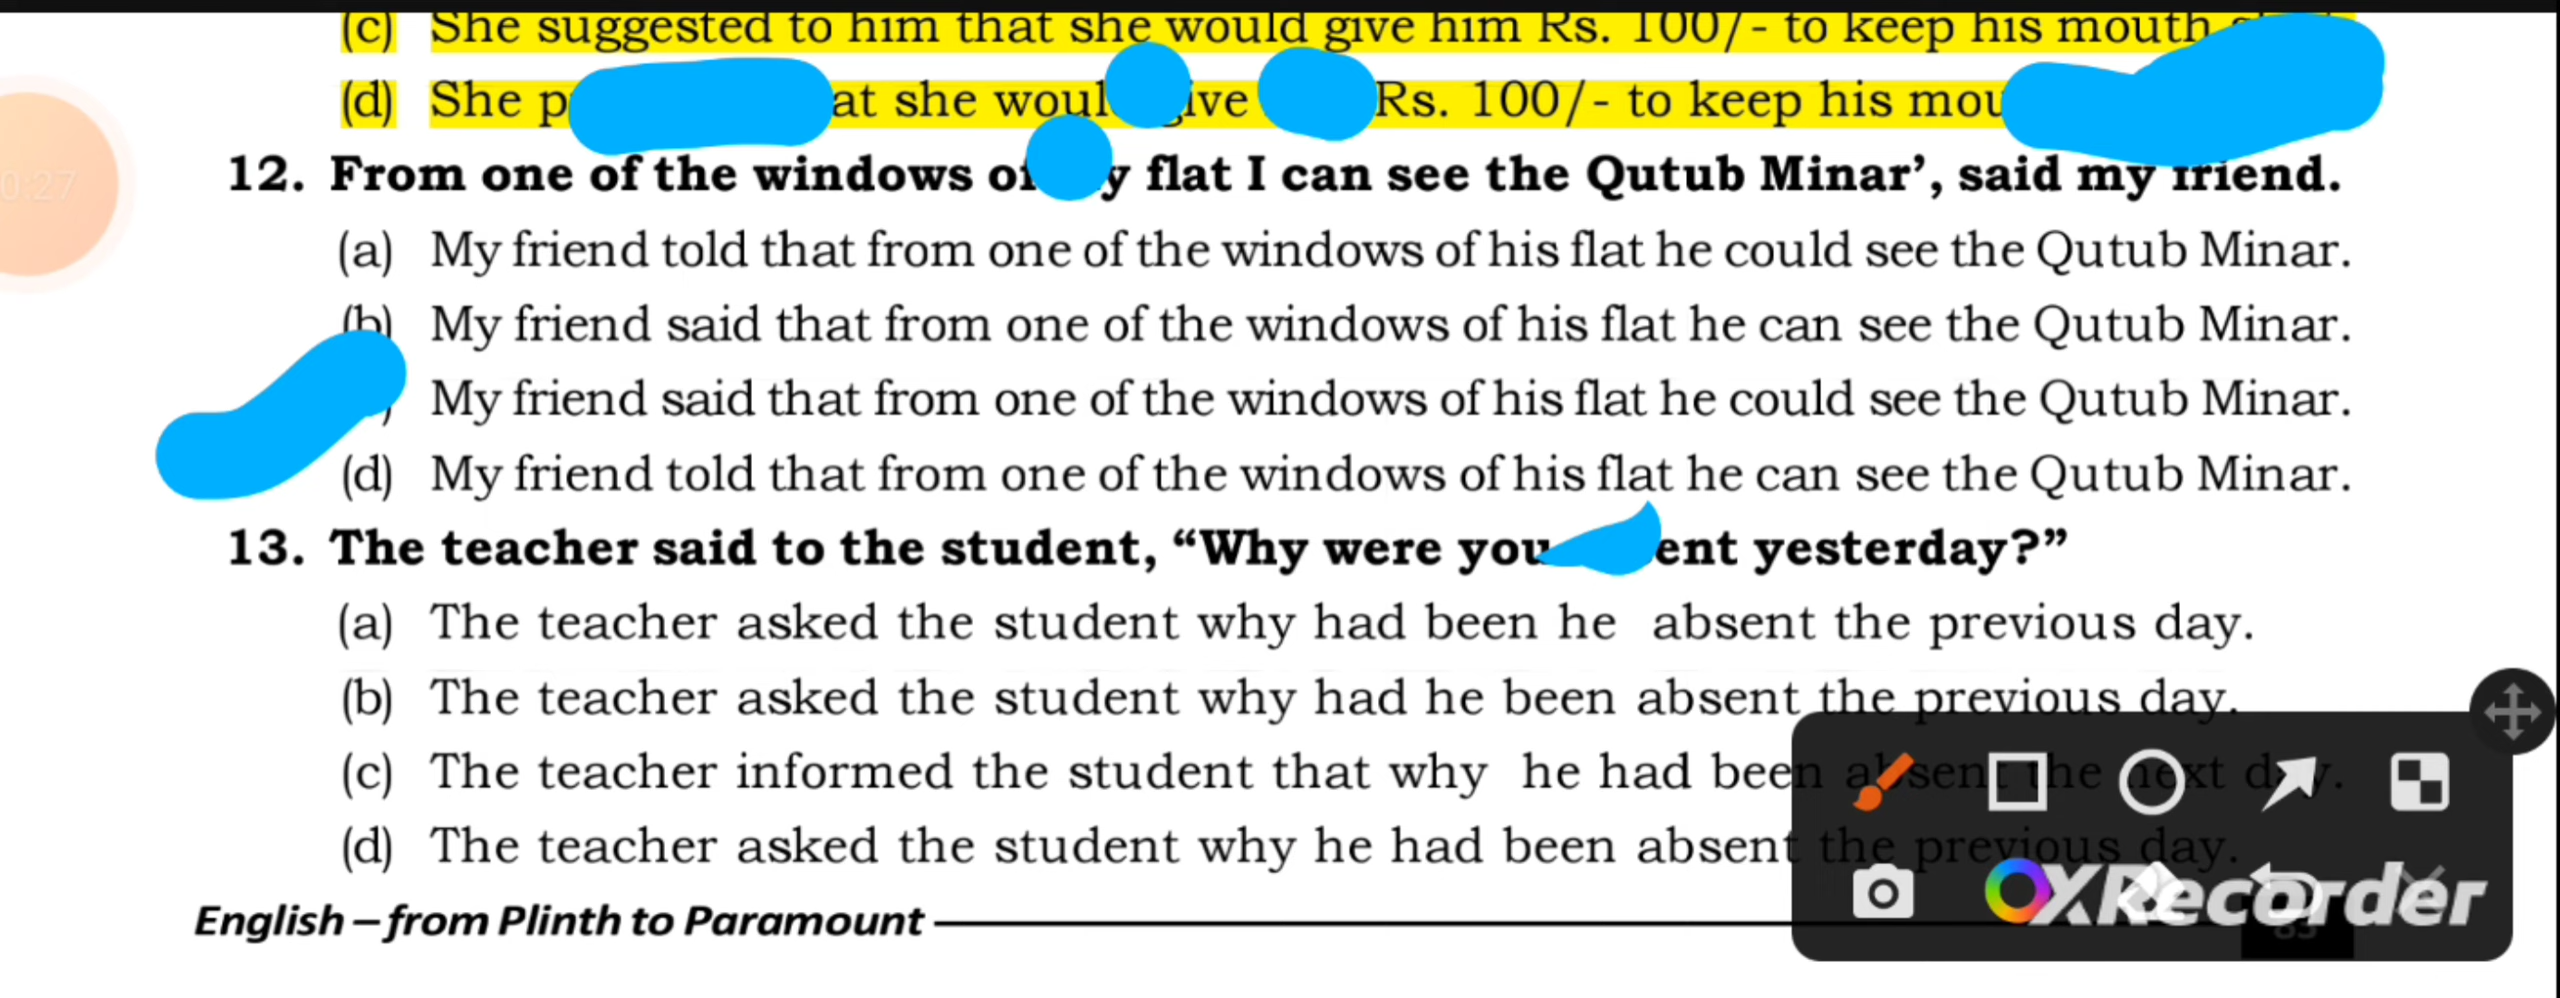 (c) She suggested to him that she would give him Rs. 100/- to keep his mouth
(d) She at she Rs. 100/- to keep his
12. From one of the windows flat I can see the Qutub Minar’, said my friend.
(a) My friend told that from one of the windows of his flat he could see the Qutub Minar.
(b) My friend said that from one of the windows of his flat he can see the Qutub Minar.
My friend said that from one of the windows of his flat he could see the Qutub Minar.
(d) My friend told that from one of the windows of his flat he can see the Qutub Minar.
13. The teacher said to the student, “Why were you ent yesterday?”
(a) The teacher asked the student why had been he absent the previous day.
(b) The teacher asked the student why had he been absent the previous day.
(c) The teacher informed the student that why he had been absent the next day.
(d) The teacher asked the student why he had been absent the previous day.
English – from Plinth to Paramount
83
0:27
XRecorder